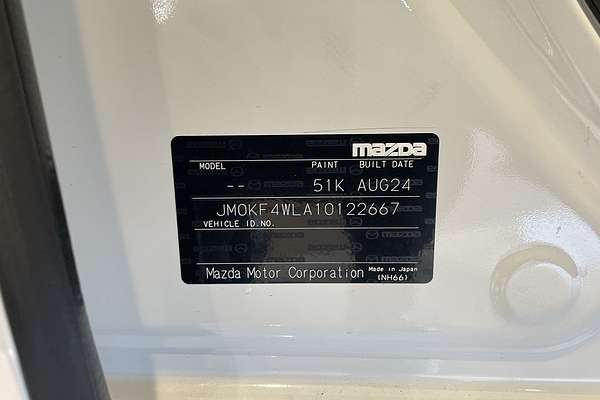 mazda
MODEL PAINT BUILT DATE
-- 51K AUG24
JM0KF4WLA10122667
VEHICLE ID.NO.
Mazda Motor Corporation Made in Japan
(NH66)